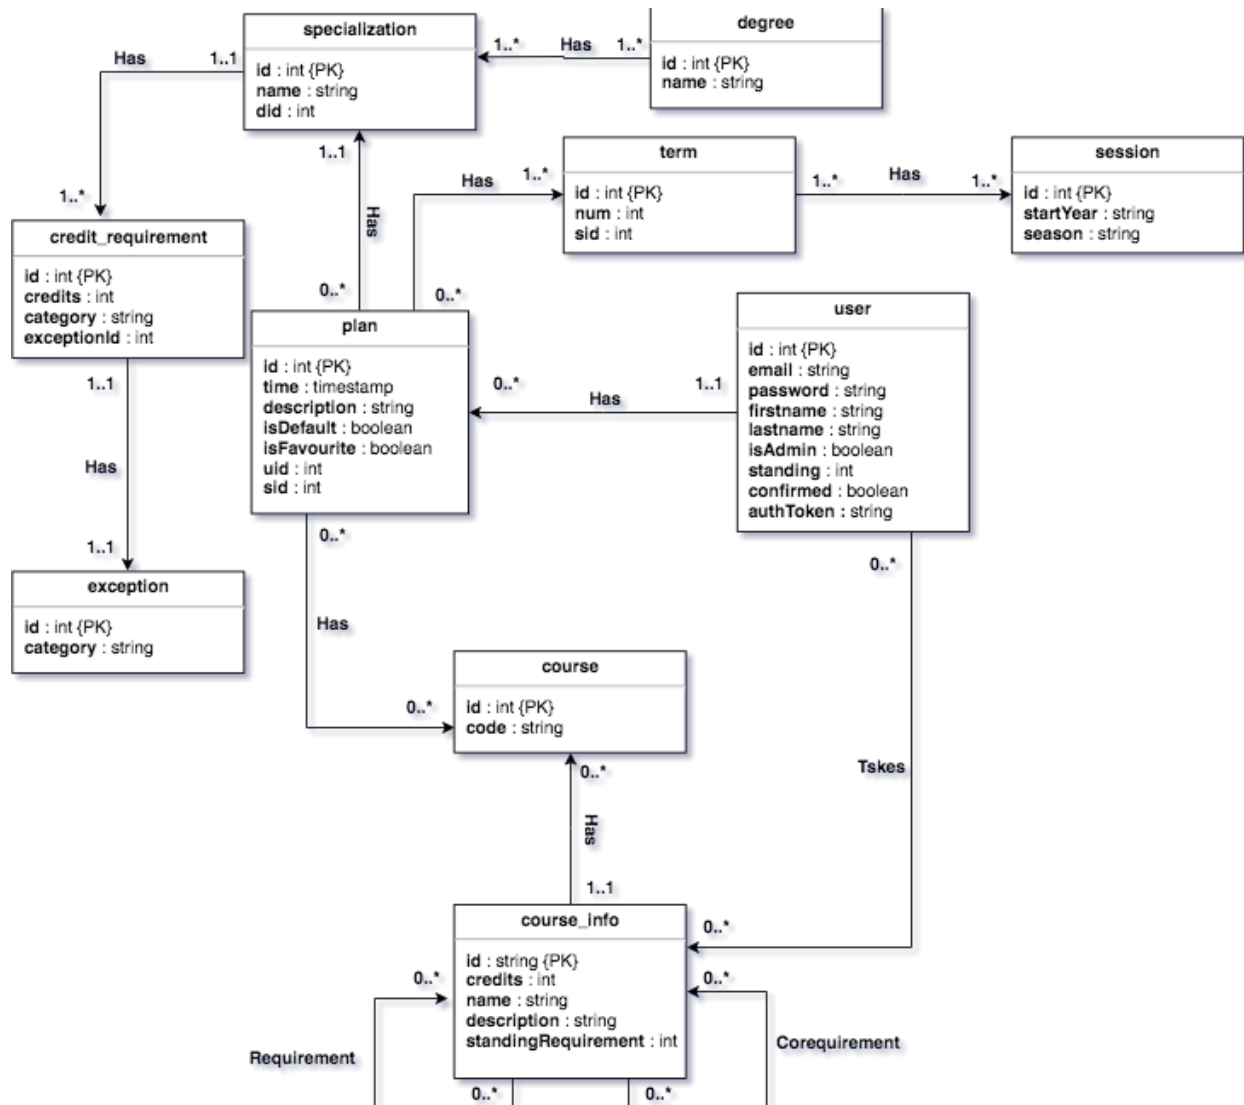 specialization
id : int {PK}
name : string
did : int
degree
id : int {PK}
name : string
Has
1..1
1..*
Has
1..*
term
id : int {PK}
num : int
sid : int
session
id : int {PK}
startYear : string
season : string
1..1
Has
1..*
1..*
Has
1..*
1..*
Has
credit_requirement
id : int {PK}
credits : int
category : string
exceptionId : int
0..*
0..*
plan
id : int {PK}
time : timestamp
description : string
isDefault : boolean
isFavourite : boolean
uid : int
sid : int
user
id : int {PK}
email : string
password : string
firstname : string
lastname : string
isAdmin : boolean
standing : int
confirmed : boolean
authToken : string
0..*
Has
1..1
1..1
Has
1..1
exception
id : int {PK}
category : string
0..*
Has
0..*
0..*
course
id : int {PK}
code : string
0..*
Has
1..1
Tskes
course_info
id : string {PK}
credits : int
name : string
description : string
standingRequirement : int
0..*
0..*
0..*
Requirement
Corequirement
0..*
0..*